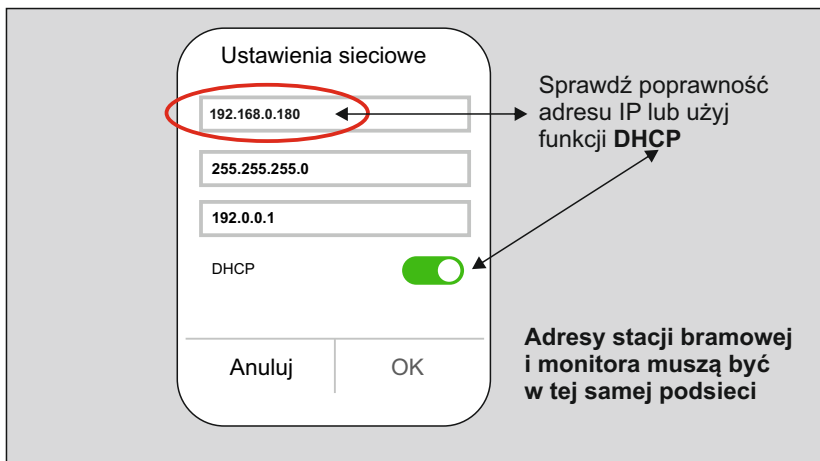 Ustawienia sieciowe
192.168.0.180
255.255.255.0
192.0.0.1
DHCP
Anuluj
OK
Sprawdź poprawność
adresu IP lub użyj
funkcji DHCP
Adresy stacji bramowej
i monitora muszą być
w tej samej podsieci